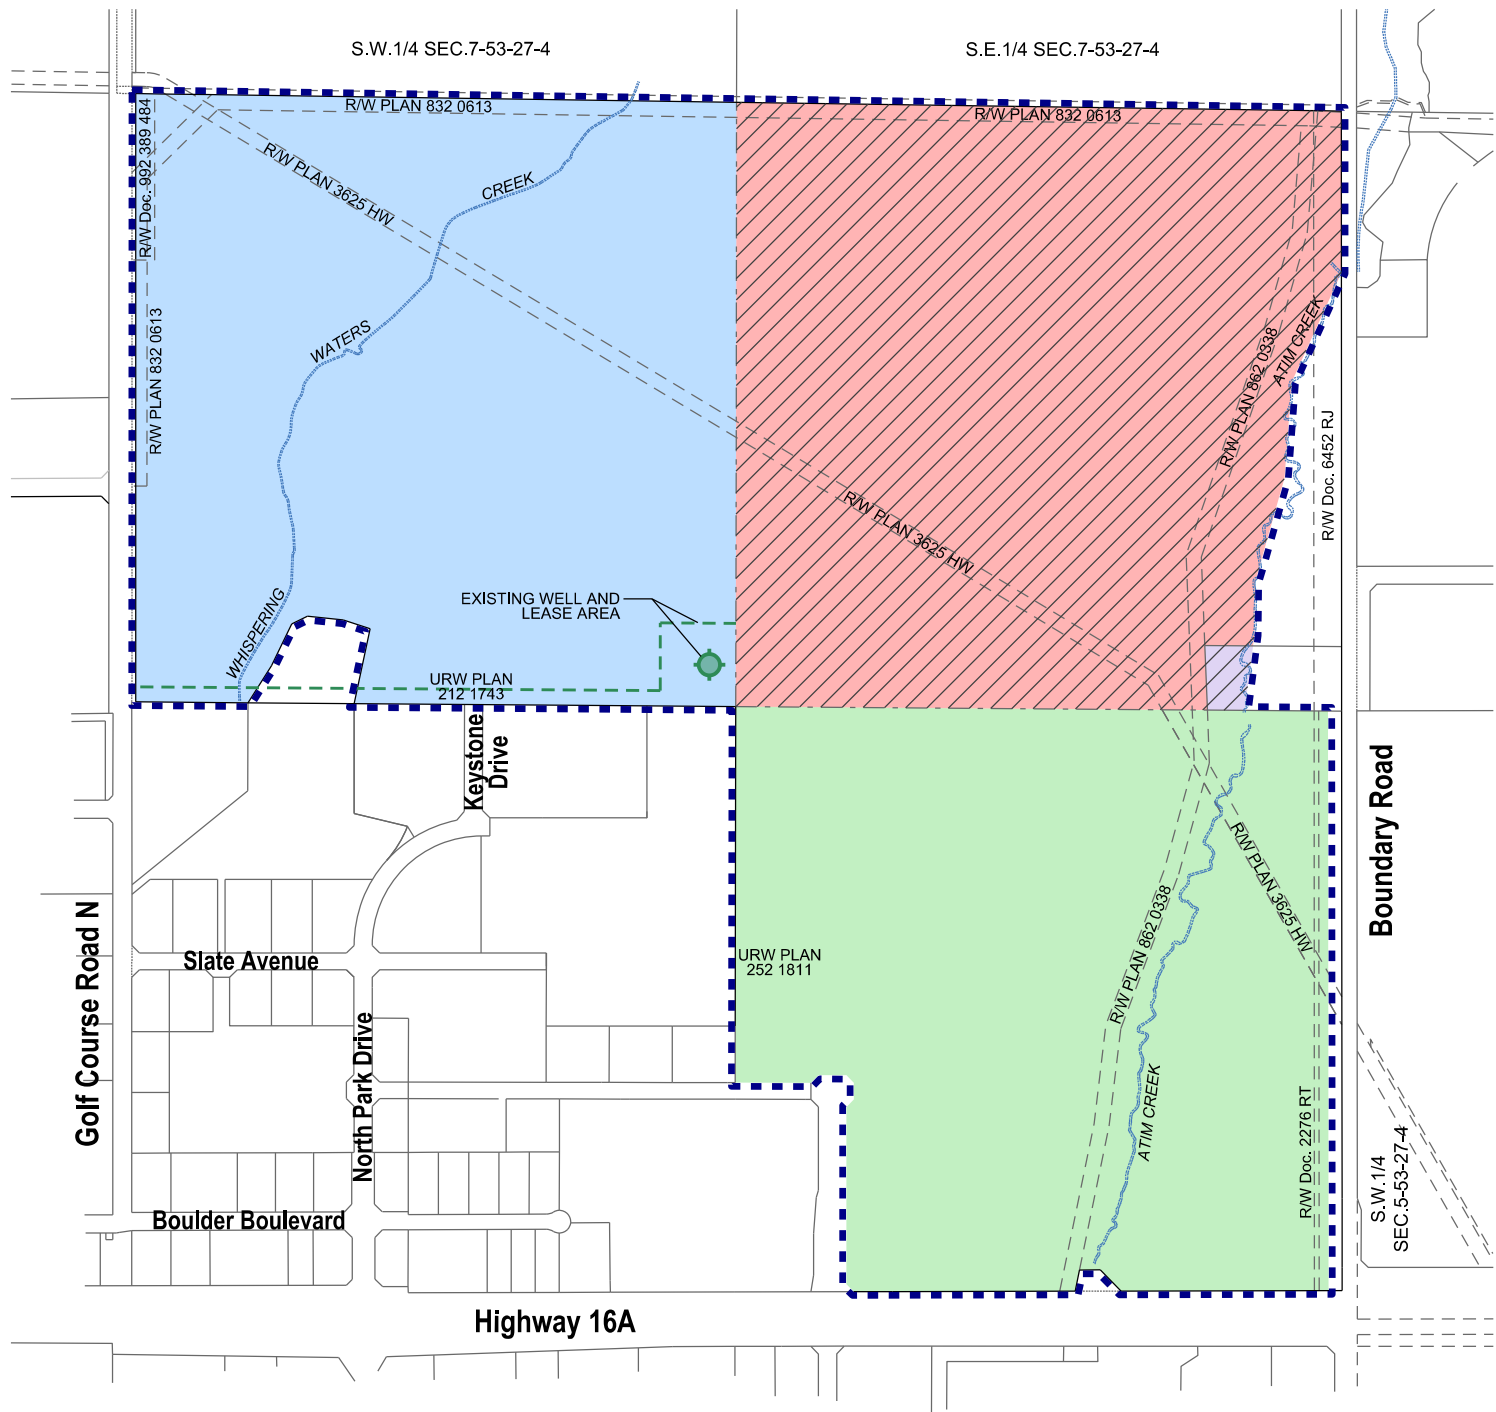 S.W.1/4 SEC.7-53-27-4
S.E.1/4 SEC.7-53-27-4
R/W PLAN 832 0613
R/W PLAN 832 0613
R/W Doc. 992 389 484
R/W PLAN 3625 HW
CREEK
WATERS
R/W PLAN 832 0613
ATIM CREEK
R/W PLAN 862 0338
R/W Doc. 6452 RJ
R/W PLAN 3625 HW
EXISTING WELL AND
LEASE AREA
WHISPERING
URW PLAN
212 1743
Keystone
Drive
Boundary Road
R/W PLAN 3625 HW
R/W PLAN 862 0338
Golf Course Road N
Slate Avenue
URW PLAN
252 1811
North Park Drive
ATIM CREEK
R/W Doc. 2276 RT
S.W.1/4
SEC.5-53-27-4
Boulder Boulevard
Highway 16A